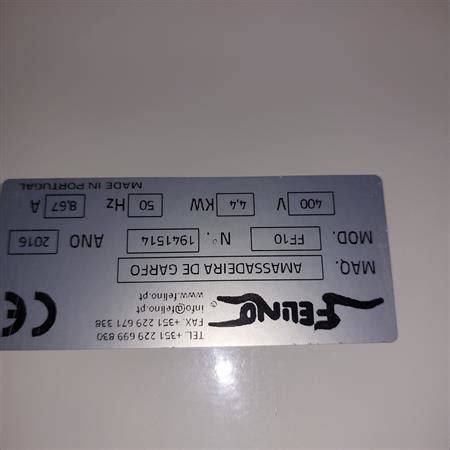 FELINO
TEL. +351 229 699 830
FAX. +351 229 671 338
info@felino.pt
www.felino.pt
CE
MAQ. AMASSADEIRA DE GARFO
MOD. FF10 N°. 1941514 ANO 2016
400 V 4,4 KW 50 Hz 8,67 A
MADE IN PORTUGAL